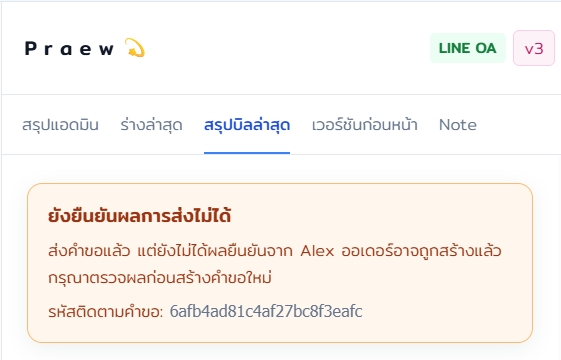 Praew 💫
LINE OA
v3
สรุปแอดมิน
ร่างล่าสุด
สรุปบิลล่าสุด
เวอร์ชันก่อนหน้า
Note
ยังยืนยันผลการส่งไม่ได้
ส่งคำขอแล้ว แต่ยังไม่ได้ผลยืนยันจาก Alex ออเดอร์อาจถูกสร้างแล้ว
กรุณาตรวจผลก่อนสร้างคำขอใหม่
รหัสติดตามคำขอ: 6afb4ad81c4af27bc8f3eafc